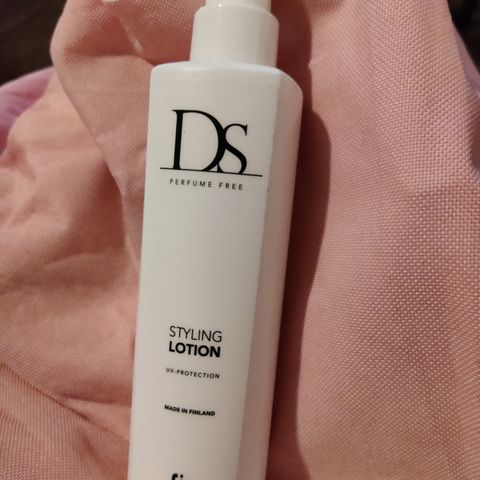 DS
PERFUME FREE
STYLING
LOTION
UV-PROTECTION
MADE IN FINLAND